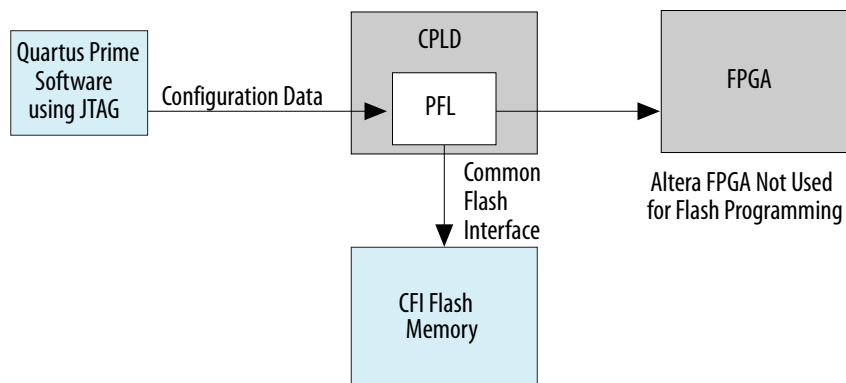 Quartus Prime
Software
using JTAG
Configuration Data
CPLD
PFL
FPGA
Common
Flash
Interface
Altera FPGA Not Used
for Flash Programming
CFI Flash
Memory